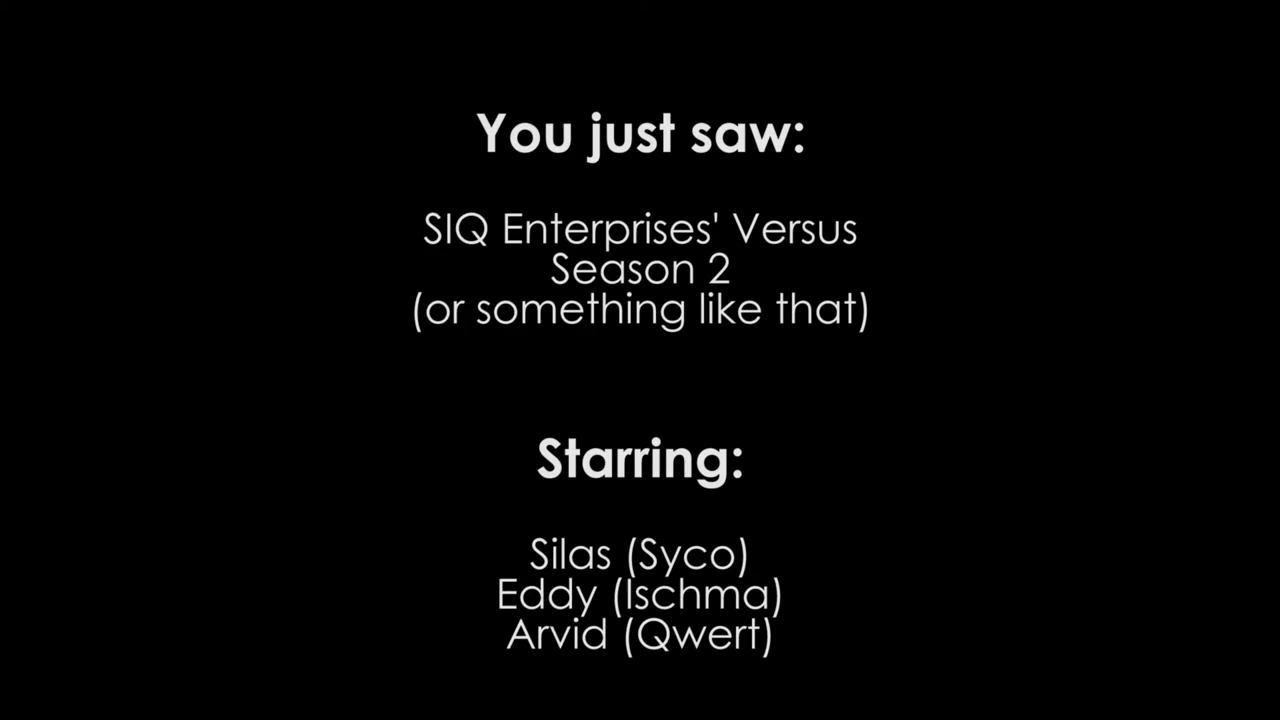 You just saw:
SIQ Enterprises' Versus
Season 2
(or something like that)
Starring:
Silas (Syco)
Eddy (Ischma)
Arvid (Qwert)